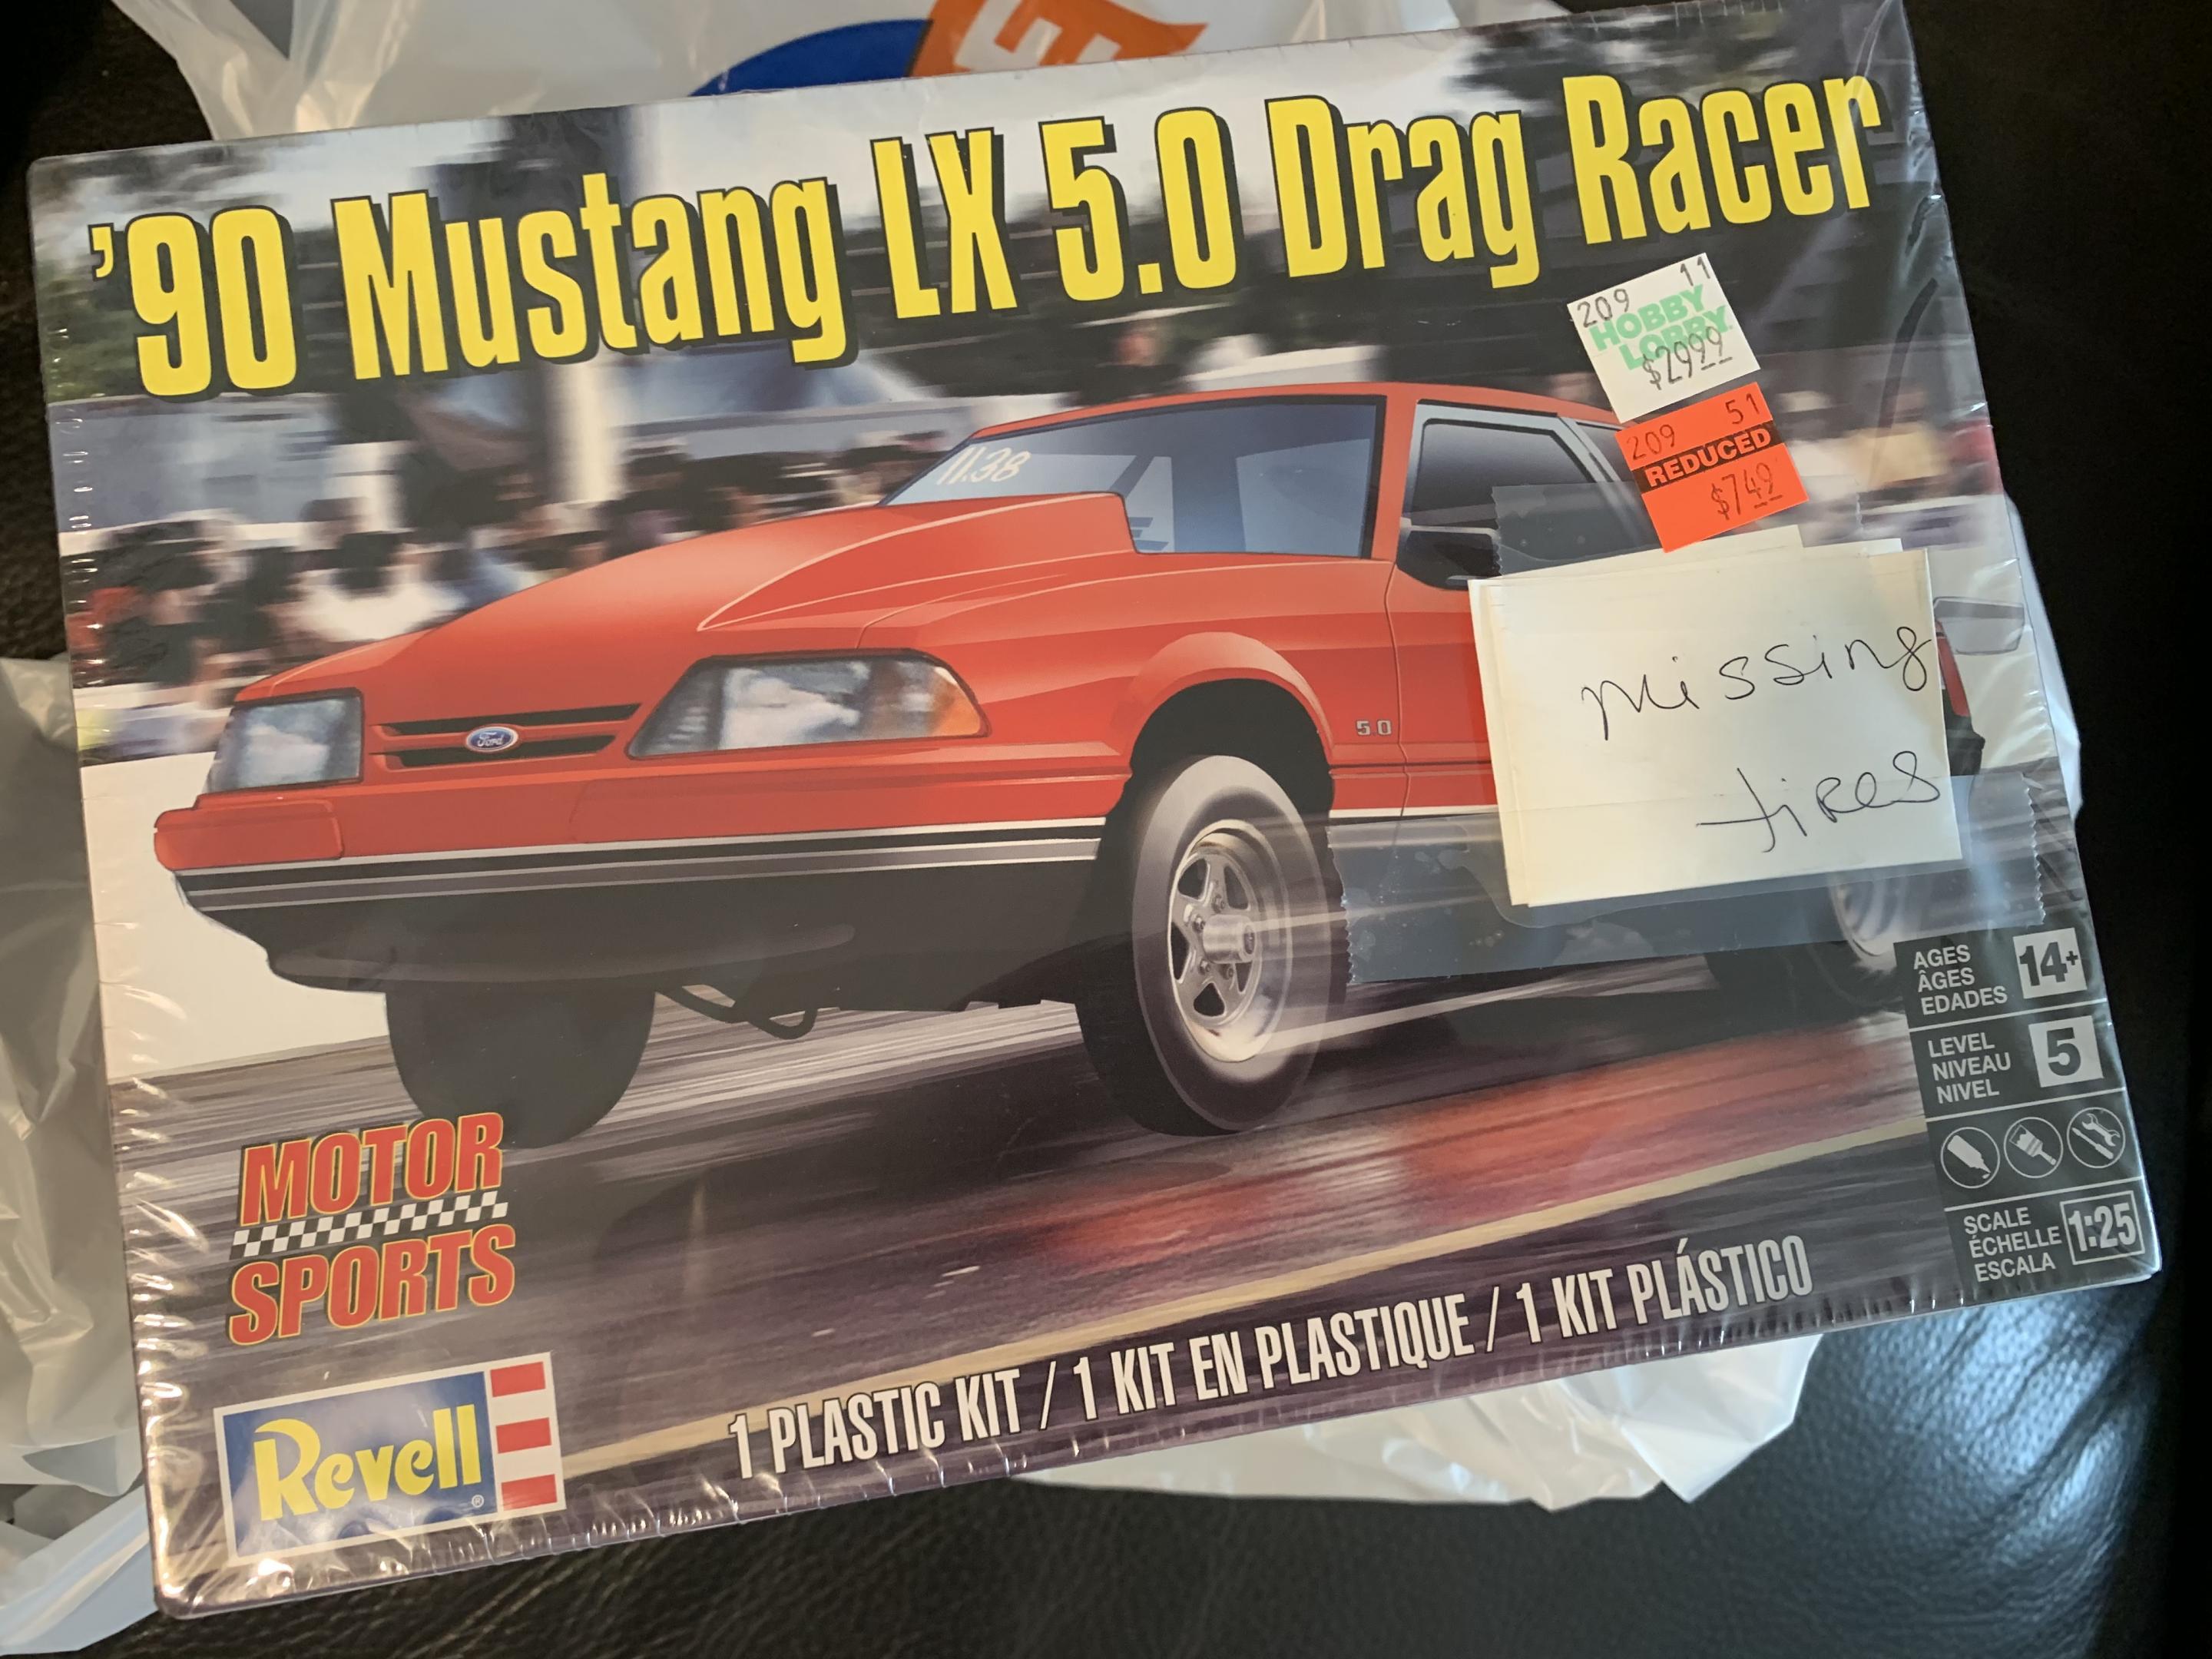 '90 Mustang LX 5.0 Drag Racer
209 11
HOBBY
LOBBY
$29.99
209 51
REDUCED
$7.49
11.38
Ford
5.0
missing
tires
AGES
ÂGES
EDADES
14+
LEVEL
NIVEAU
NIVEL
5
SCALE
ÉCHELLE
ESCALA
1:25
MOTOR
SPORTS
Revell®
1 PLASTIC KIT / 1 KIT EN PLASTIQUE / 1 KIT PLÁSTICO